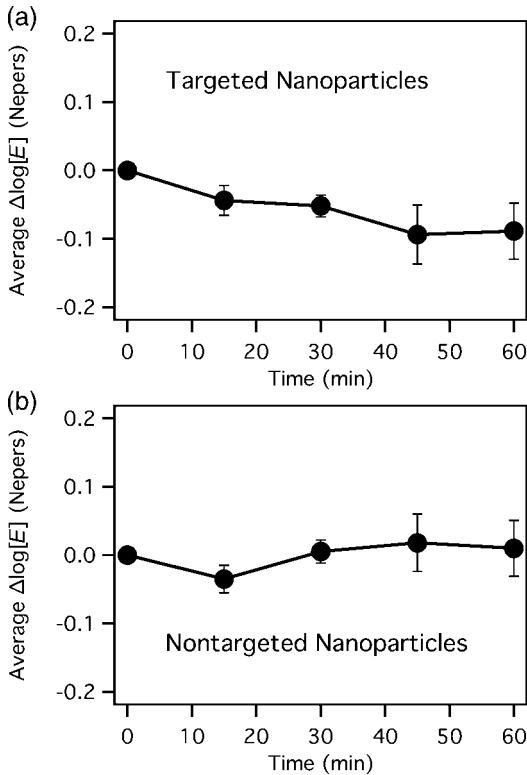 (a)
Average Δlog[E] (Nepers)
0.2
0.1
0.0
-0.1
-0.2
Targeted Nanoparticles
0 10 20 30 40 50 60
Time (min)
(b)
Average Δlog[E] (Nepers)
0.2
0.1
0.0
-0.1
-0.2
Nontargeted Nanoparticles
0 10 20 30 40 50 60
Time (min)